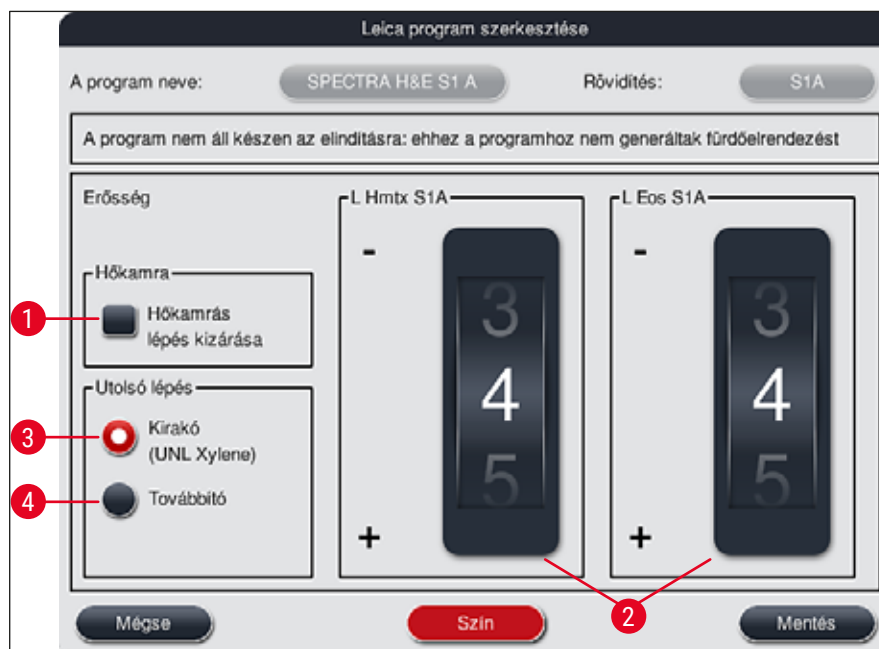 Leica program szerkesztése
A program neve: SPECTRA H&E S1 A Rövidítés: S1A
A program nem áll készen az elindításra: ehhez a programhoz nem generáltak fürdőelrendezést
Erősség
Hőkamra
1 Hőkamrás
lépés kizárása
Utolsó lépés
3 Kirakó
(UNL Xylene)
4 Továbbító
L Hmtx S1A
-
3
4
5
+
L Eos S1A
-
3
4
5
+
2
Mégse Szín Mentés